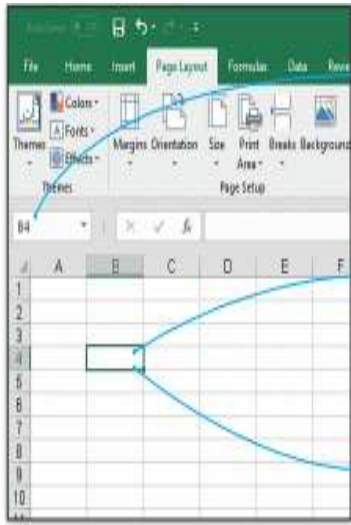 File Home Insert Page Layout Formulas Data
Colors
Fonts
Effects
Themes Margins Orientation Size Print Area Breaks Background
Themes Page Setup
B4 fx
A B C D E F
1
2
3
4
5
6
7
8
9
10